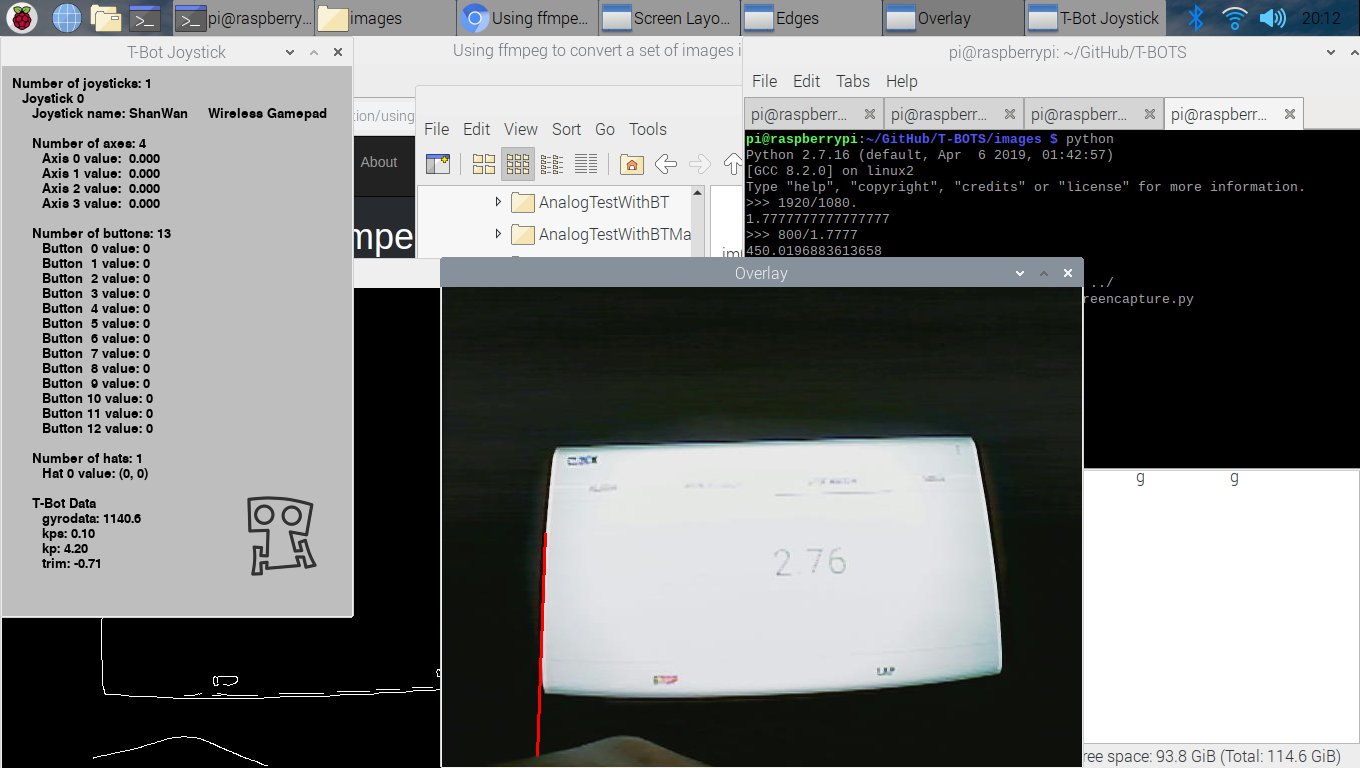 pi@raspberry...
images
Using ffmpe...
Screen Layo...
Edges
Overlay
T-Bot Joystick
20:12
T-Bot Joystick
Number of joysticks: 1
Joystick 0
Joystick name: ShanWan Wireless Gamepad
Number of axes: 4
Axis 0 value: 0.000
Axis 1 value: 0.000
Axis 2 value: 0.000
Axis 3 value: 0.000
Number of buttons: 13
Button 0 value: 0
Button 1 value: 0
Button 2 value: 0
Button 3 value: 0
Button 4 value: 0
Button 5 value: 0
Button 6 value: 0
Button 7 value: 0
Button 8 value: 0
Button 9 value: 0
Button 10 value: 0
Button 11 value: 0
Button 12 value: 0
Number of hats: 1
Hat 0 value: (0, 0)
T-Bot Data
gyrodata: 1140.6
kps: 0.10
kp: 4.20
trim: -0.71
Using ffmpeg to convert a set of images i
tion/using
About
mpe
File Edit View Sort Go Tools
AnalogTestWithBT
AnalogTestWithBTMa
im
pi@raspberrypi: ~/GitHub/T-BOTS
File Edit Tabs Help
pi@raspberr... pi@raspberr... pi@raspberr... pi@raspberr...
pi@raspberrypi:~/GitHub/T-BOTS/images $ python
Python 2.7.16 (default, Apr  6 2019, 01:42:57)
[GCC 8.2.0] on linux2
Type "help", "copyright", "credits" or "license" for more information.
>>> 1920/1080.
1.7777777777777777
>>> 800/1.7777
450.0196883613658
../
reencapture.py
Overlay
2.76
LAP
g g
ree space: 93.8 GiB (Total: 114.6 GiB)